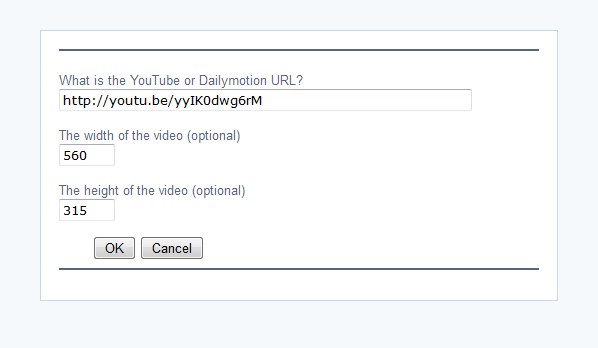 What is the YouTube or Dailymotion URL?
http://youtu.be/yyIK0dwg6rM
The width of the video (optional)
560
The height of the video (optional)
315
OK Cancel